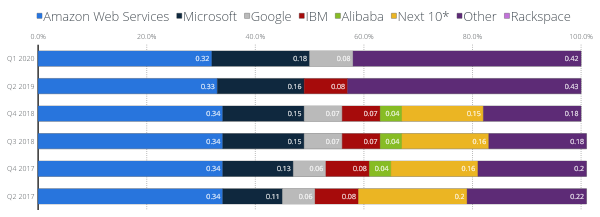 Amazon Web Services Microsoft Google IBM Alibaba Next 10* Other Rackspace
0.0% 20.0% 40.0% 60.0% 80.0% 100.0%
Q1 2020 0.32 0.18 0.08 0.42
Q2 2019 0.33 0.16 0.08 0.43
Q4 2018 0.34 0.15 0.07 0.07 0.04 0.15 0.18
Q3 2018 0.34 0.15 0.07 0.07 0.04 0.16 0.18
Q4 2017 0.34 0.13 0.06 0.08 0.04 0.16 0.2
Q2 2017 0.34 0.11 0.06 0.08 0.2 0.22